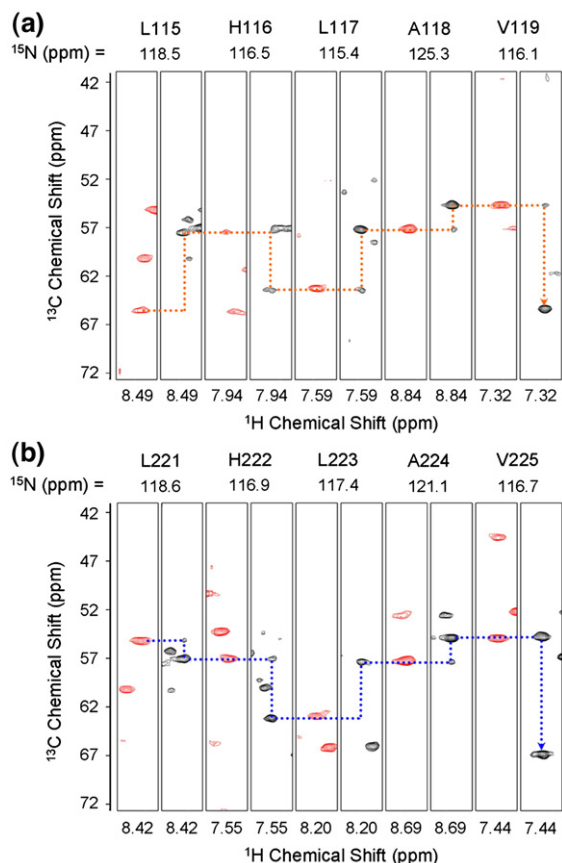 (a)
L115 H116 L117 A118 V119
¹⁵N (ppm) = 118.5 116.5 115.4 125.3 116.1
42
47
52
57
62
67
72
¹³C Chemical Shift (ppm)
8.49 8.49 7.94 7.94 7.59 7.59 8.84 8.84 7.32 7.32
¹H Chemical Shift (ppm)
(b)
L221 H222 L223 A224 V225
¹⁵N (ppm) = 118.6 116.9 117.4 121.1 116.7
42
47
52
57
62
67
72
¹³C Chemical Shift (ppm)
8.42 8.42 7.55 7.55 8.20 8.20 8.69 8.69 7.44 7.44
¹H Chemical Shift (ppm)